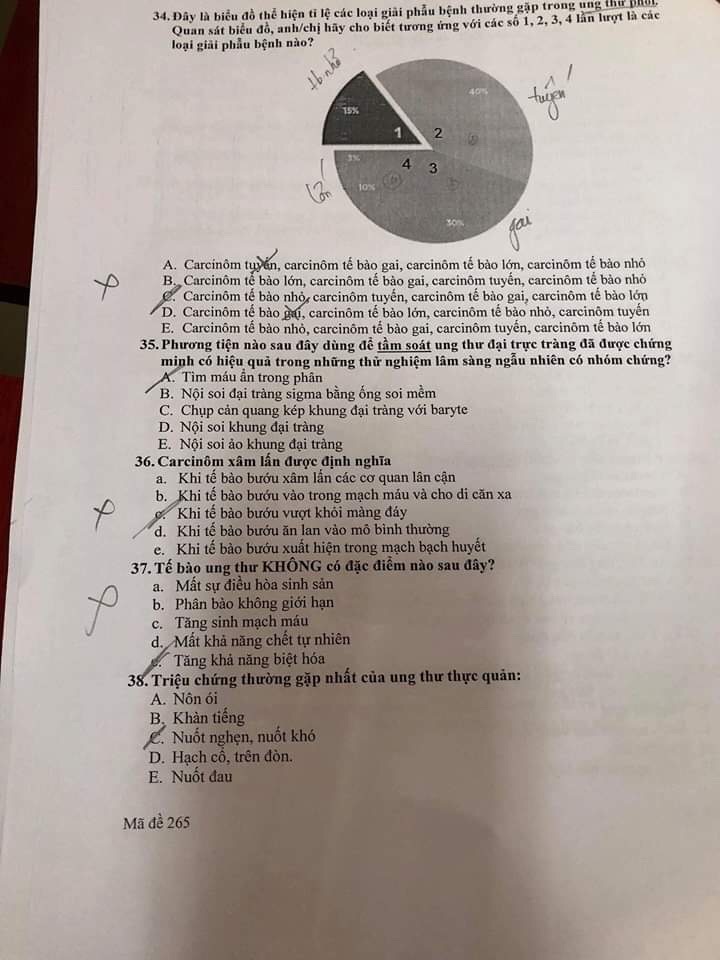 34. Đây là biểu đồ thể hiện tỉ lệ các loại giải phẫu bệnh thường gặp trong ung thư phổi.
Quan sát biểu đồ, anh/chị hãy cho biết tương ứng với các số 1, 2, 3, 4 lần lượt là các
loại giải phẫu bệnh nào?
tb nhỏ
40%
tuyến
15%
1
2
3%
4
3
lớn
10%
30%
gai
A. Carcinôm tuyến, carcinôm tế bào gai, carcinôm tế bào lớn, carcinôm tế bào nhỏ
B. Carcinôm tế bào lớn, carcinôm tế bào gai, carcinôm tuyến, carcinôm tế bào nhỏ
C. Carcinôm tế bào nhỏ, carcinôm tuyến, carcinôm tế bào gai, carcinôm tế bào lớn
D. Carcinôm tế bào gai, carcinôm tế bào lớn, carcinôm tế bào nhỏ, carcinôm tuyến
E. Carcinôm tế bào nhỏ, carcinôm tế bào gai, carcinôm tuyến, carcinôm tế bào lớn
35. Phương tiện nào sau đây dùng để tầm soát ung thư đại trực tràng đã được chứng
minh có hiệu quả trong những thử nghiệm lâm sàng ngẫu nhiên có nhóm chứng?
A. Tìm máu ẩn trong phân
B. Nội soi đại tràng sigma bằng ống soi mềm
C. Chụp cản quang kép khung đại tràng với baryte
D. Nội soi khung đại tràng
E. Nội soi ảo khung đại tràng
36. Carcinôm xâm lấn được định nghĩa
a. Khi tế bào bướu xâm lấn các cơ quan lân cận
b. Khi tế bào bướu vào trong mạch máu và cho di căn xa
c. Khi tế bào bướu vượt khỏi màng đáy
d. Khi tế bào bướu ăn lan vào mô bình thường
e. Khi tế bào bướu xuất hiện trong mạch bạch huyết
37. Tế bào ung thư KHÔNG có đặc điểm nào sau đây?
a. Mất sự điều hòa sinh sản
b. Phân bào không giới hạn
c. Tăng sinh mạch máu
d. Mất khả năng chết tự nhiên
e. Tăng khả năng biệt hóa
38. Triệu chứng thường gặp nhất của ung thư thực quản:
A. Nôn ói
B. Khàn tiếng
C. Nuốt nghẹn, nuốt khó
D. Hạch cổ, trên đòn.
E. Nuốt đau
Mã đề 265